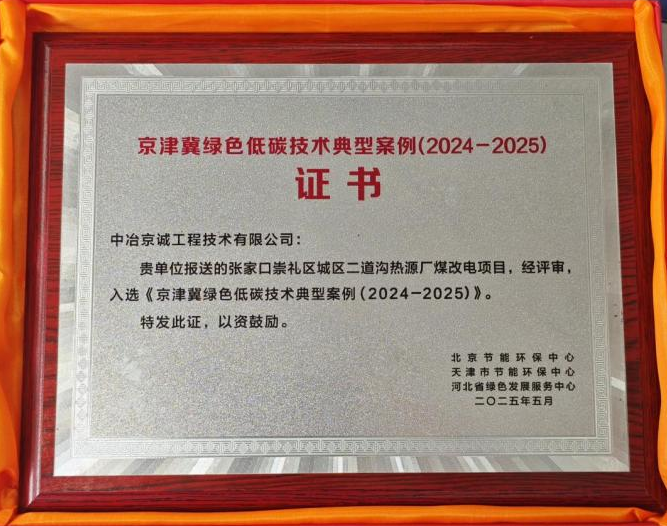 京津冀绿色低碳技术典型案例(2024-2025)
证书
中冶京诚工程技术有限公司：
贵单位报送的张家口崇礼区城区二道沟热源厂煤改电项目，经评审，
入选《京津冀绿色低碳技术典型案例(2024-2025)》。
特发此证，以资鼓励。
北京节能环保中心
天津市节能环保中心
河北省绿色发展服务中心
二〇二五年五月